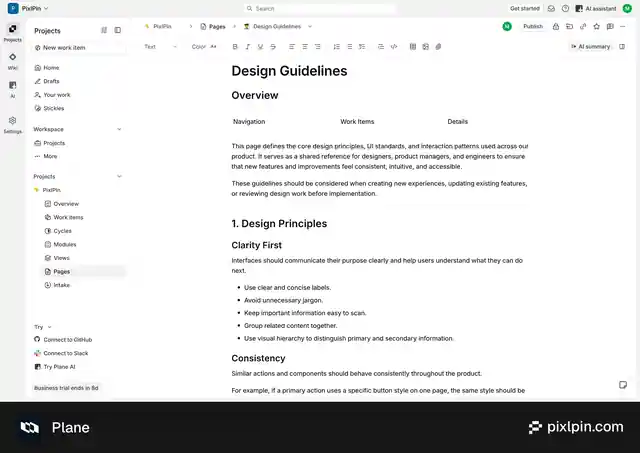 P PixlPin
Search
Get started
AI assistant
M
Projects
Wiki
AI
Settings
Projects
New work item
Home
Drafts
Your work
Stickies
Workspace
Projects
More
Projects
PixlPin
Overview
Work items
Cycles
Modules
Views
Pages
Intake
Try
Connect to GitHub
Connect to Slack
Try Plane AI
Business trial ends in 8d
PixlPin
Pages
Design Guidelines
M
Publish
Text
Color Aa
B I U S
AI summary
Design Guidelines
Overview
Navigation Work Items Details
This page defines the core design principles, UI standards, and interaction patterns used across our
product. It serves as a shared reference for designers, product managers, and engineers to ensure
that new features and improvements feel consistent, intuitive, and accessible.
These guidelines should be considered when creating new experiences, updating existing features,
or reviewing design work before implementation.
1. Design Principles
Clarity First
Interfaces should communicate their purpose clearly and help users understand what they can do
next.
• Use clear and concise labels.
• Avoid unnecessary jargon.
• Keep important information easy to scan.
• Group related content together.
• Use visual hierarchy to distinguish primary and secondary information.
Consistency
Similar actions and components should behave consistently throughout the product.
For example, if a primary action uses a specific button style on one page, the same style should be
Plane
pixlpin.com